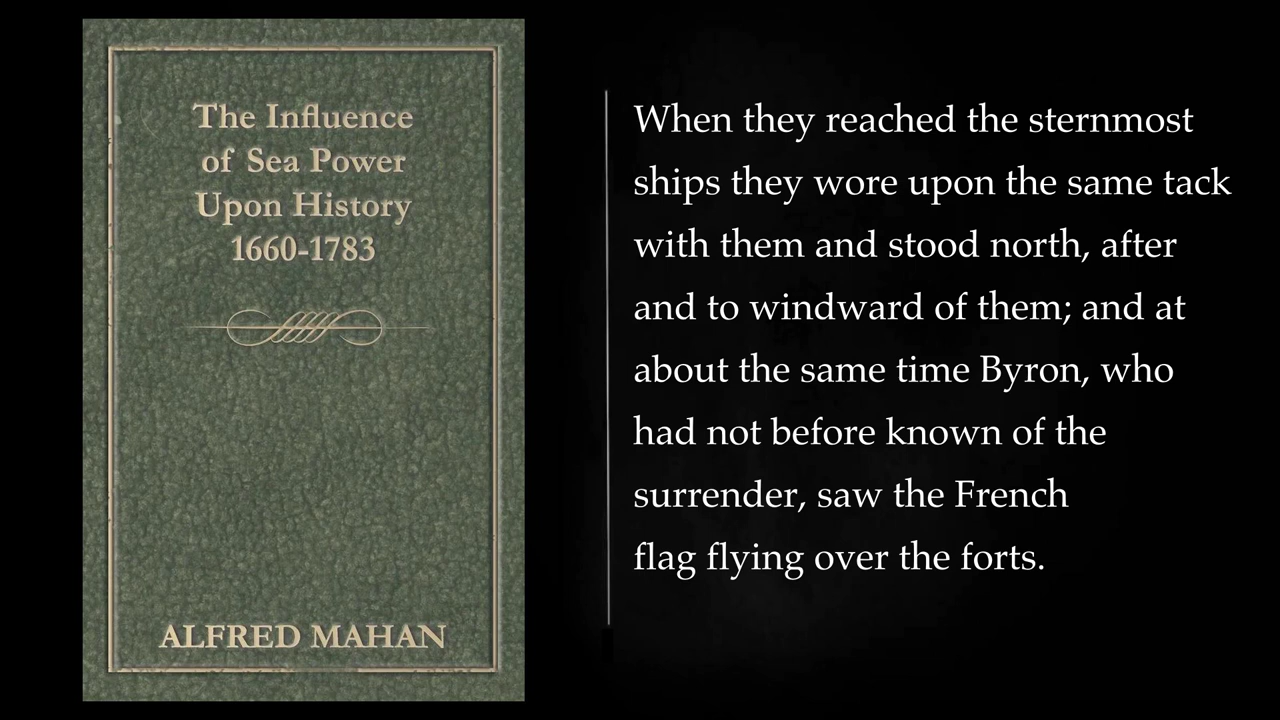 The Influence
of Sea Power
Upon History
1660-1783
ALFRED MAHAN
When they reached the sternmost
ships they wore upon the same tack
with them and stood north, after
and to windward of them; and at
about the same time Byron, who
had not before known of the
surrender, saw the French
flag flying over the forts.